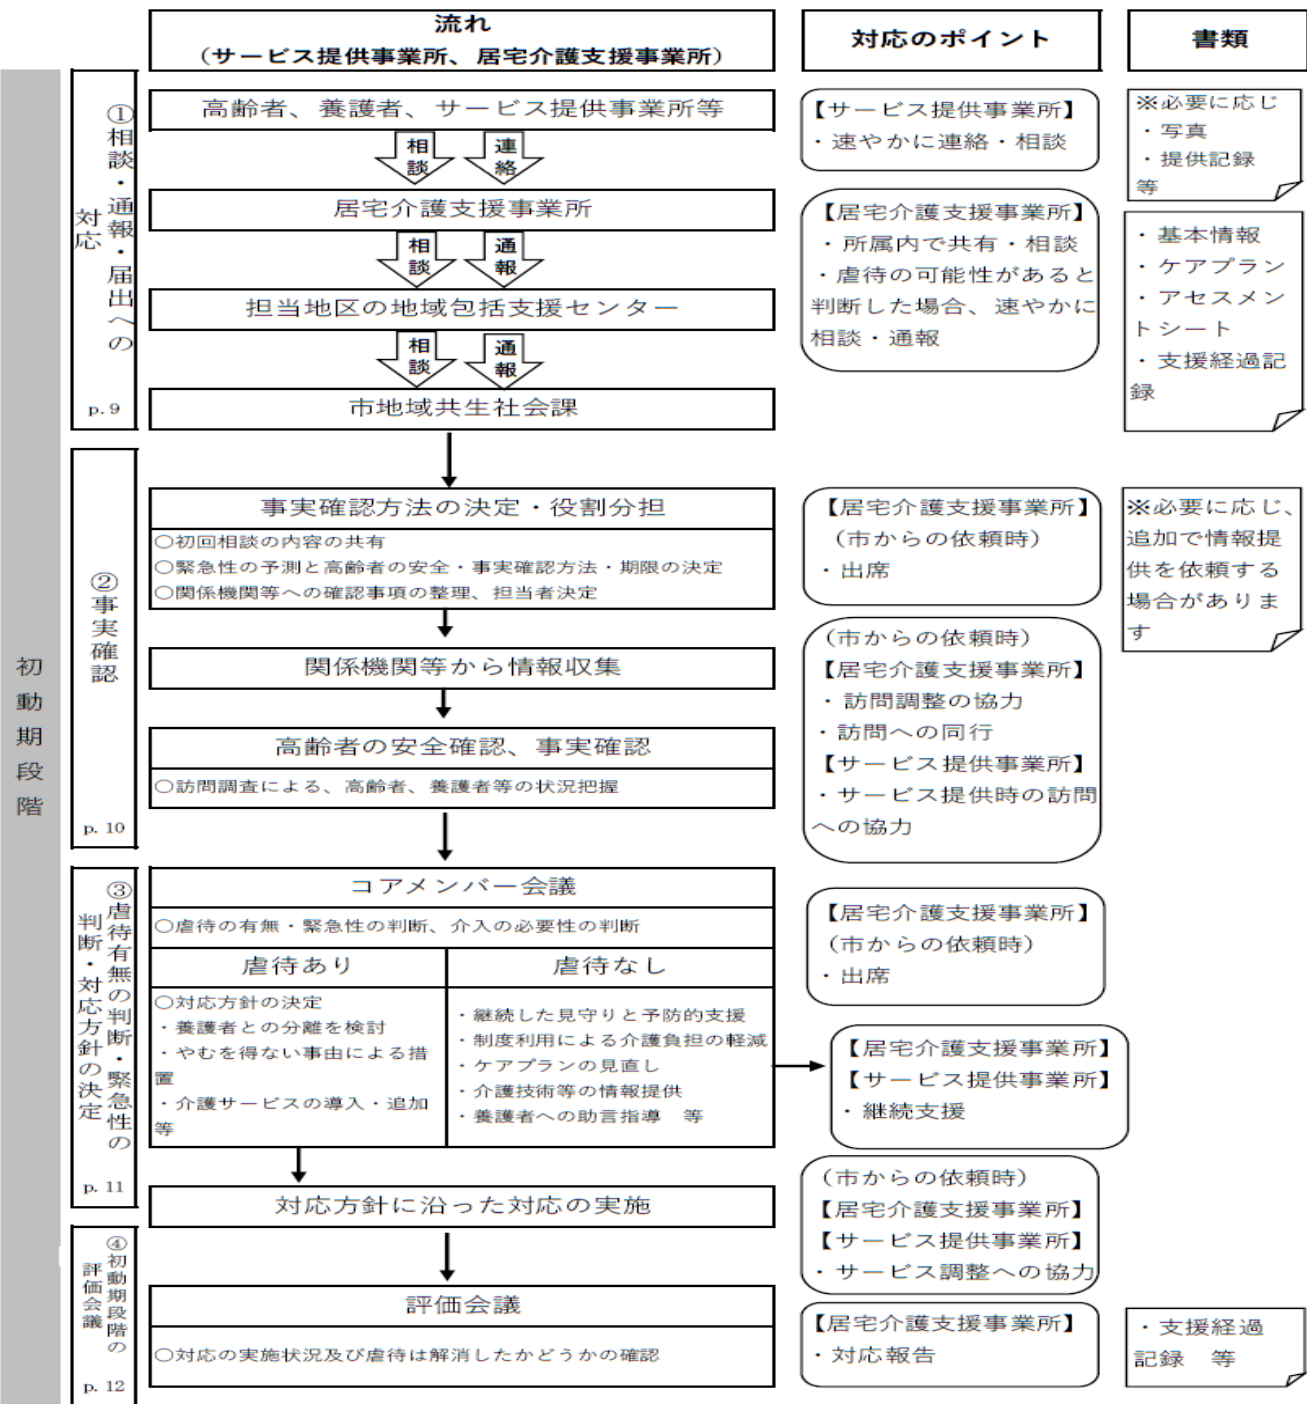 流れ
(サービス提供事業所、居宅介護支援事業所)
対応のポイント
書類
初動期段階
①相談・通報・届出への
対応
p. 9
高齢者、養護者、サービス提供事業所等
相談
連絡
居宅介護支援事業所
相談
通報
担当地区の地域包括支援センター
相談
通報
市地域共生社会課
【サービス提供事業所】
・速やかに連絡・相談
※必要に応じ
・写真
・提供記録
等
【居宅介護支援事業所】
・所属内で共有・相談
・虐待の可能性があると
判断した場合、速やかに
相談・通報
・基本情報
・ケアプラン
・アセスメン
トシート
・支援経過記
録
②事実確認
p. 10
事実確認方法の決定・役割分担
○初回相談の内容の共有
○緊急性の予測と高齢者の安全・事実確認方法・期限の決定
○関係機関等への確認事項の整理、担当者決定
関係機関等から情報収集
高齢者の安全確認、事実確認
○訪問調査による、高齢者、養護者等の状況把握
【居宅介護支援事業所】
(市からの依頼時)
・出席
※必要に応じ、
追加で情報提
供を依頼する
場合がありま
す
(市からの依頼時)
【居宅介護支援事業所】
・訪問調整の協力
・訪問への同行
【サービス提供事業所】
・サービス提供時の訪問
への協力
③虐待有無の判断・緊急性の
判断・対応方針の決定
p. 11
コアメンバー会議
○虐待の有無・緊急性の判断、介入の必要性の判断
虐待あり
○対応方針の決定
・養護者との分離を検討
・やむを得ない事由による措
置
・介護サービスの導入・追加
等
虐待なし
・継続した見守りと予防的支援
・制度利用による介護負担の軽減
・ケアプランの見直し
・介護技術等の情報提供
・養護者への助言指導　等
【居宅介護支援事業所】
(市からの依頼時)
・出席
【居宅介護支援事業所】
【サービス提供事業所】
・継続支援
対応方針に沿った対応の実施
(市からの依頼時)
【居宅介護支援事業所】
【サービス提供事業所】
・サービス調整への協力
④初動期段階の
評価会議
p. 12
評価会議
○対応の実施状況及び虐待は解消したかどうかの確認
【居宅介護支援事業所】
・対応報告
・支援経過
記録　等